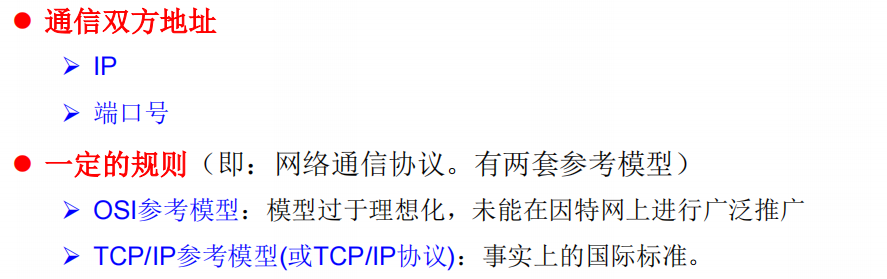 ● 通信双方地址
➢ IP
➢ 端口号
● 一定的规则（即：网络通信协议。有两套参考模型）
➢ OSI参考模型：模型过于理想化，未能在因特网上进行广泛推广
➢ TCP/IP参考模型(或TCP/IP协议)：事实上的国际标准。